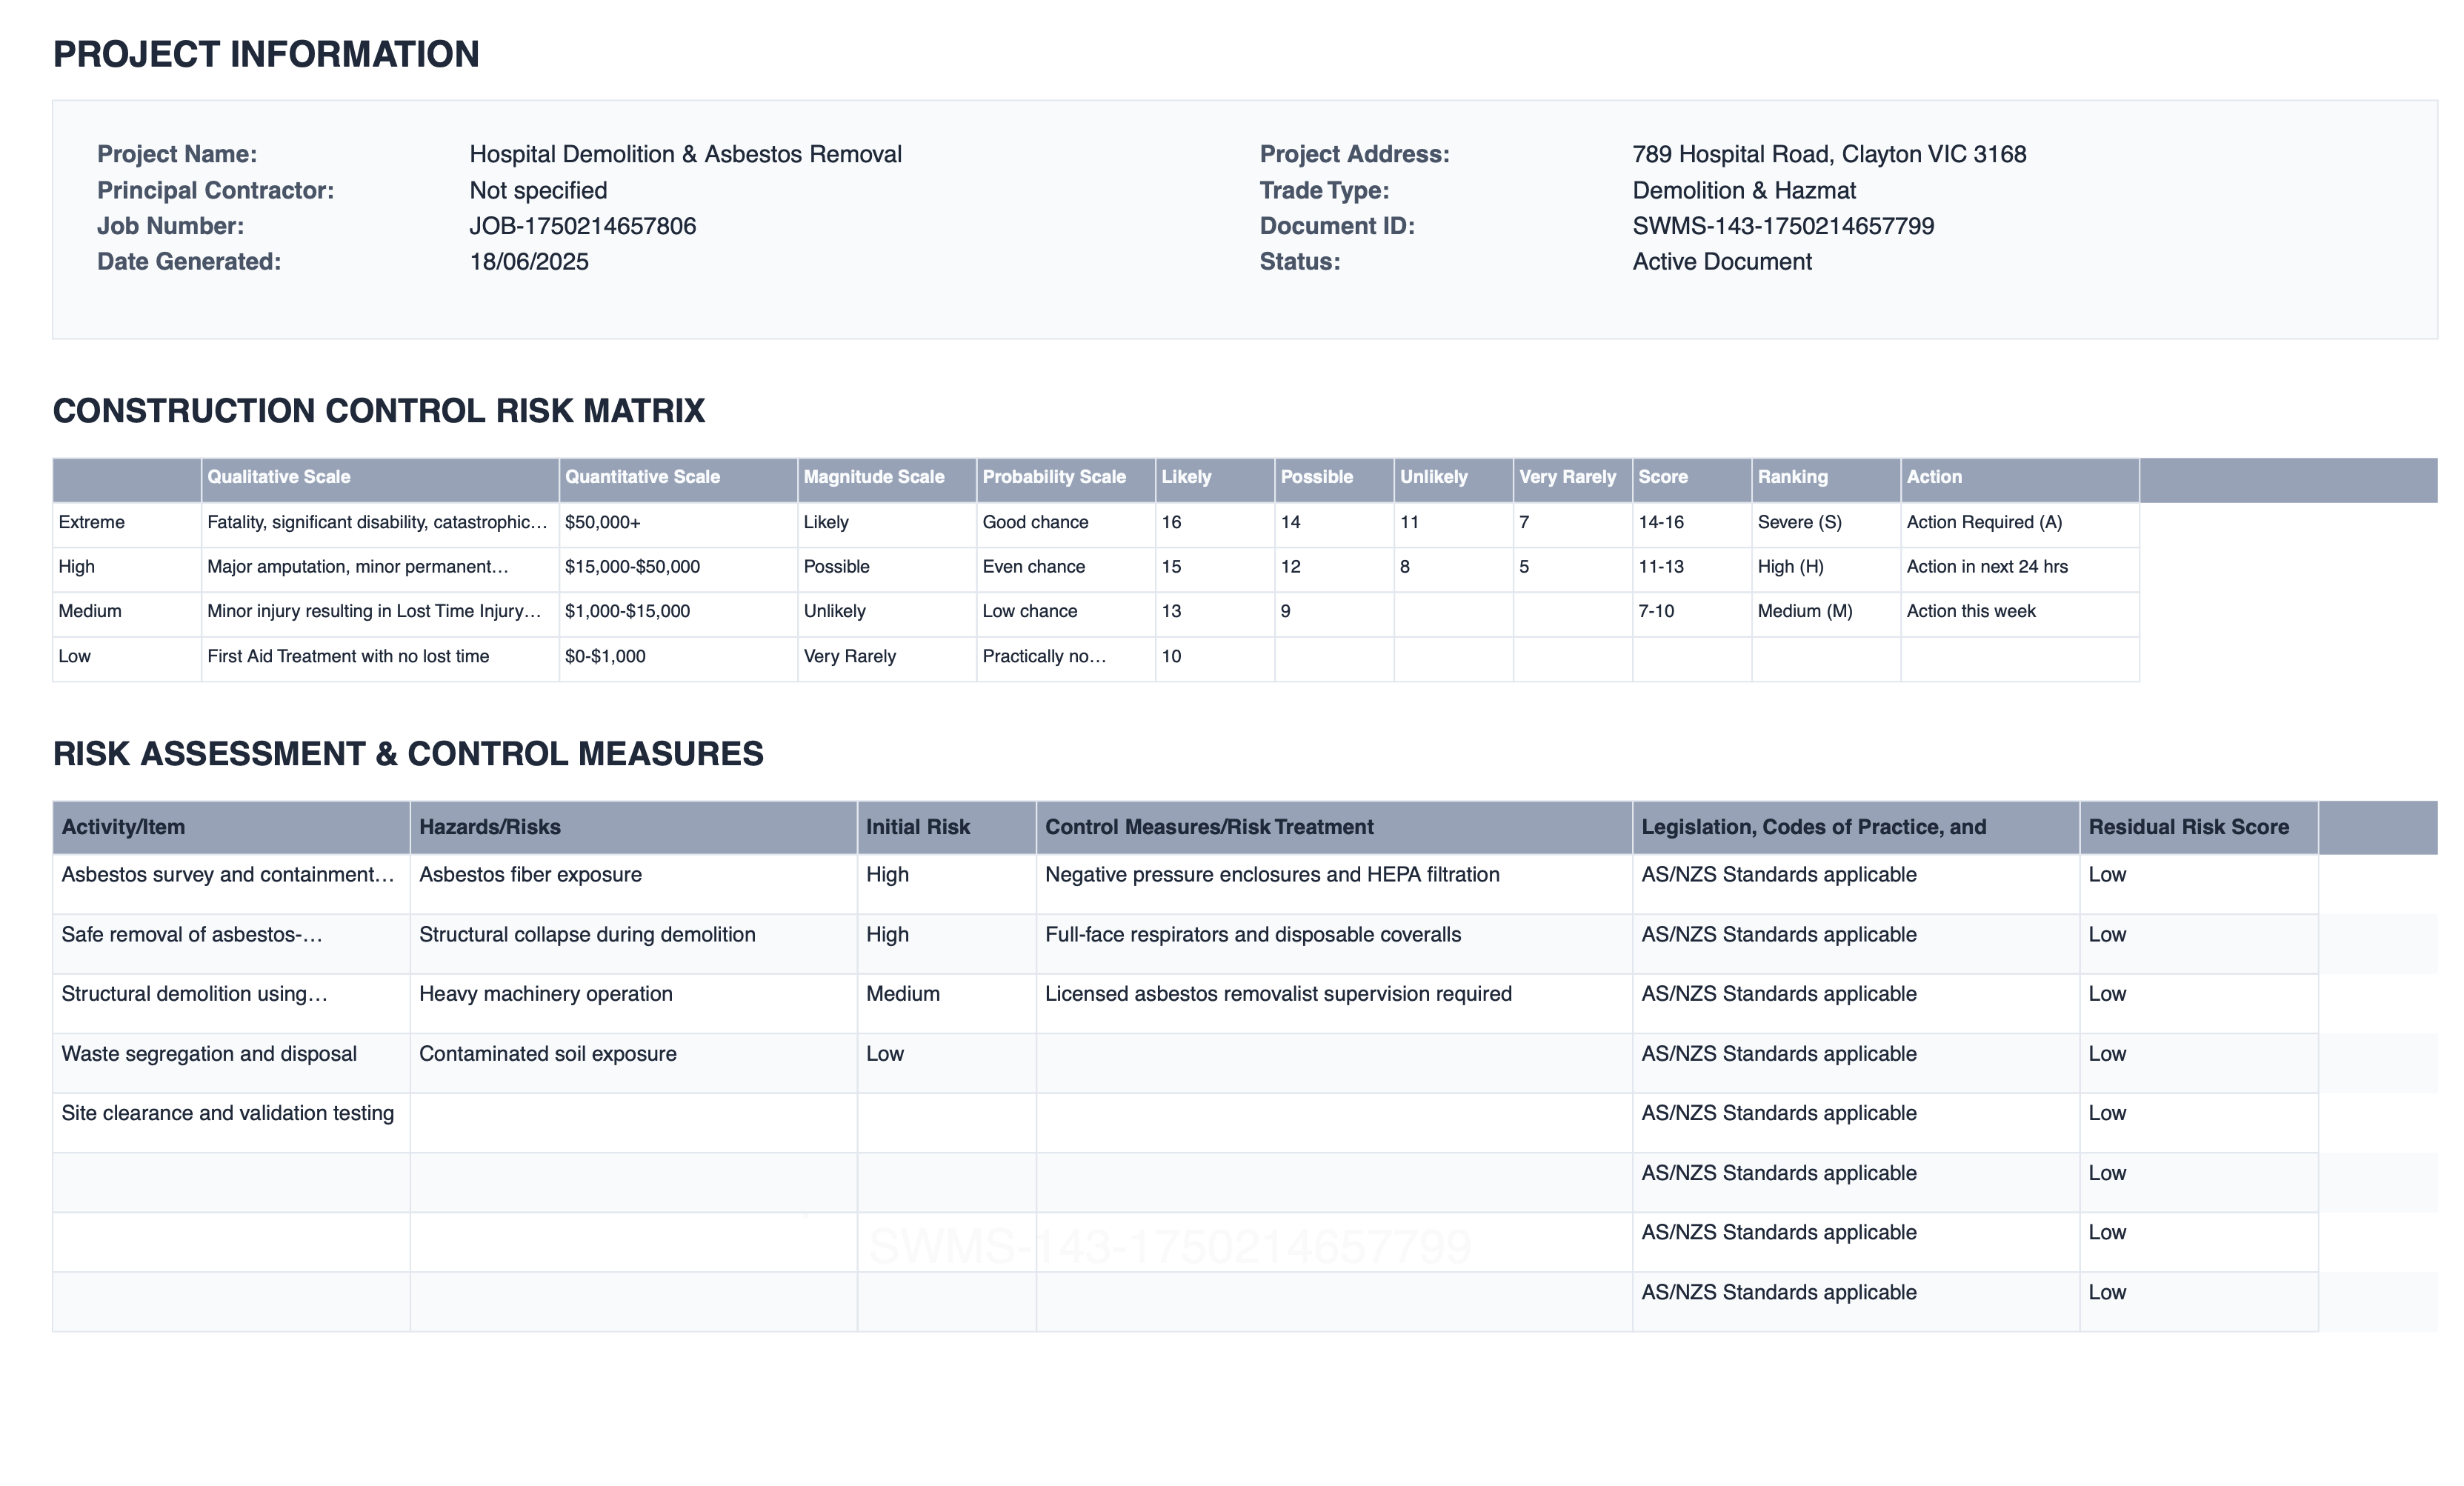 PROJECT INFORMATION
Project Name: Hospital Demolition & Asbestos Removal Project Address: 789 Hospital Road, Clayton VIC 3168
Principal Contractor: Not specified Trade Type: Demolition & Hazmat
Job Number: JOB-1750214657806 Document ID: SWMS-143-1750214657799
Date Generated: 18/06/2025 Status: Active Document
CONSTRUCTION CONTROL RISK MATRIX
Qualitative Scale Quantitative Scale Magnitude Scale Probability Scale Likely Possible Unlikely Very Rarely Score Ranking Action
Extreme Fatality, significant disability, catastrophic… $50,000+ Likely Good chance 16 14 11 7 14-16 Severe (S) Action Required (A)
High Major amputation, minor permanent… $15,000-$50,000 Possible Even chance 15 12 8 5 11-13 High (H) Action in next 24 hrs
Medium Minor injury resulting in Lost Time Injury… $1,000-$15,000 Unlikely Low chance 13 9 7-10 Medium (M) Action this week
Low First Aid Treatment with no lost time $0-$1,000 Very Rarely Practically no… 10
RISK ASSESSMENT & CONTROL MEASURES
Activity/Item Hazards/Risks Initial Risk Control Measures/Risk Treatment Legislation, Codes of Practice, and Residual Risk Score
Asbestos survey and containment… Asbestos fiber exposure High Negative pressure enclosures and HEPA filtration AS/NZS Standards applicable Low
Safe removal of asbestos-… Structural collapse during demolition High Full-face respirators and disposable coveralls AS/NZS Standards applicable Low
Structural demolition using… Heavy machinery operation Medium Licensed asbestos removalist supervision required AS/NZS Standards applicable Low
Waste segregation and disposal Contaminated soil exposure Low AS/NZS Standards applicable Low
Site clearance and validation testing AS/NZS Standards applicable Low
AS/NZS Standards applicable Low
AS/NZS Standards applicable Low
SWMS-143-1750214657799
AS/NZS Standards applicable Low